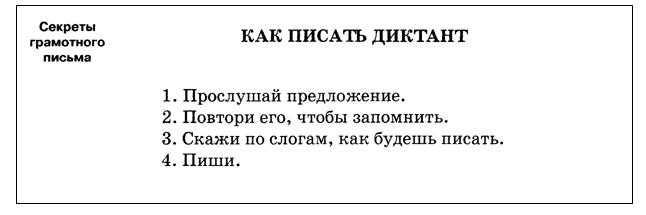 Секреты
грамотного
письма
КАК ПИСАТЬ ДИКТАНТ
1. Прослушай предложение.
2. Повтори его, чтобы запомнить.
3. Скажи по слогам, как будешь писать.
4. Пиши.